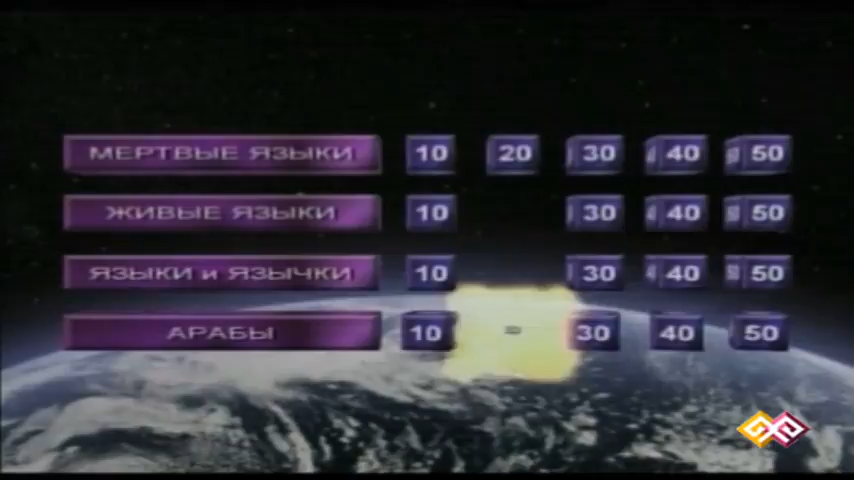 МЕРТВЫЕ ЯЗЫКИ 10 20 30 40 50
ЖИВЫЕ ЯЗЫКИ 10 30 40 50
ЯЗЫКИ и ЯЗЫЧКИ 10 30 40 50
АРАБЫ 10 30 40 50